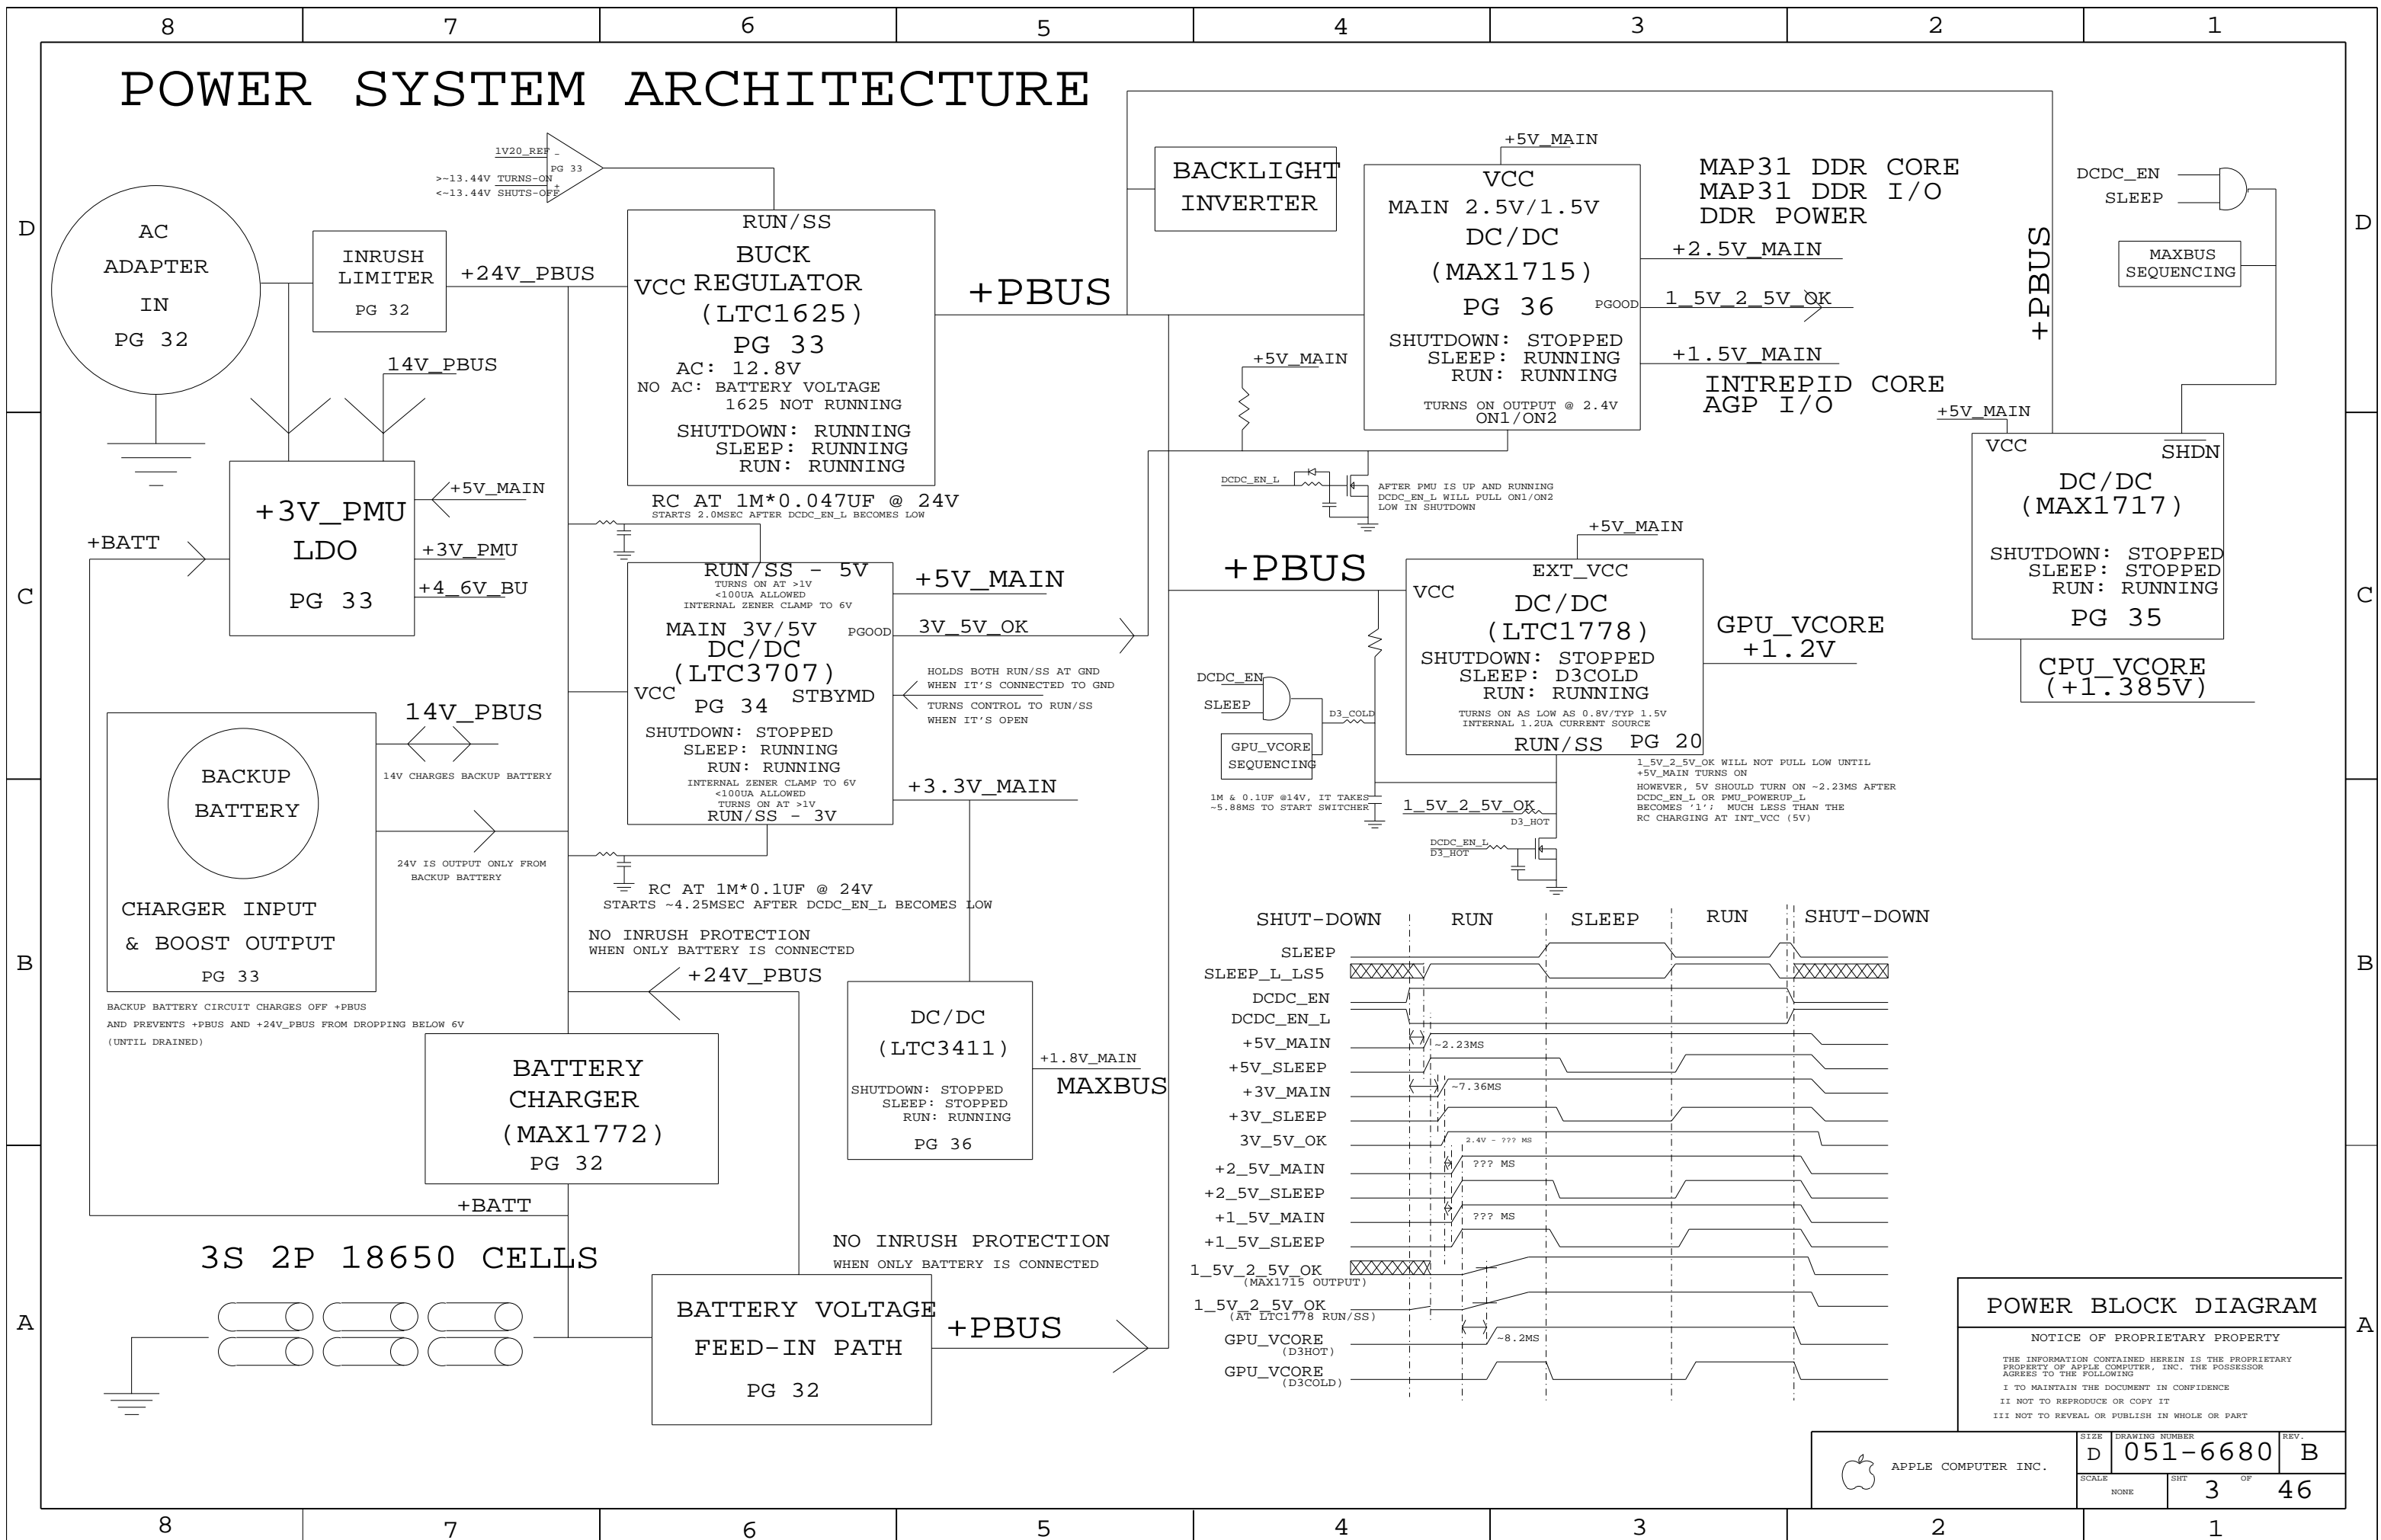 8 7 6 5 4 3 2 1
POWER SYSTEM ARCHITECTURE
D
AC
ADAPTER
IN
PG 32
INRUSH
LIMITER
PG 32
+24V_PBUS
14V_PBUS
1V20_REF
-
PG 33
>~13.44V TURNS-ON
<~13.44V SHUTS-OFF
+
RUN/SS
BUCK
VCC REGULATOR
(LTC1625)
PG 33
AC: 12.8V
NO AC: BATTERY VOLTAGE
1625 NOT RUNNING
SHUTDOWN: RUNNING
SLEEP: RUNNING
RUN: RUNNING
+PBUS
BACKLIGHT
INVERTER
+5V_MAIN
VCC
MAIN 2.5V/1.5V
DC/DC
(MAX1715)
PG 36
PGOOD
SHUTDOWN: STOPPED
SLEEP: RUNNING
RUN: RUNNING
TURNS ON OUTPUT @ 2.4V
ON1/ON2
MAP31 DDR CORE
MAP31 DDR I/O
DDR POWER
+2.5V_MAIN
1_5V_2_5V_OK
+1.5V_MAIN
INTREPID CORE
AGP I/O
+PBUS
DCDC_EN
SLEEP
MAXBUS
SEQUENCING
D
+5V_MAIN
+5V_MAIN
VCC
SHDN
DC/DC
(MAX1717)
SHUTDOWN: STOPPED
SLEEP: STOPPED
RUN: RUNNING
PG 35
CPU_VCORE
(+1.385V)
C
+BATT
+3V_PMU
LDO
PG 33
+5V_MAIN
+3V_PMU
+4_6V_BU
RC AT 1M*0.047UF @ 24V
STARTS 2.0MSEC AFTER DCDC_EN_L BECOMES LOW
RUN/SS - 5V
TURNS ON AT >1V
<100UA ALLOWED
INTERNAL ZENER CLAMP TO 6V
MAIN 3V/5V
PGOOD
DC/DC
(LTC3707)
VCC
PG 34
STBYMD
SHUTDOWN: STOPPED
SLEEP: RUNNING
RUN: RUNNING
INTERNAL ZENER CLAMP TO 6V
<100UA ALLOWED
TURNS ON AT >1V
RUN/SS - 3V
+5V_MAIN
3V_5V_OK
HOLDS BOTH RUN/SS AT GND
WHEN IT'S CONNECTED TO GND
TURNS CONTROL TO RUN/SS
WHEN IT'S OPEN
+3.3V_MAIN
DCDC_EN_L
AFTER PMU IS UP AND RUNNING
DCDC_EN_L WILL PULL ON1/ON2
LOW IN SHUTDOWN
+PBUS
+5V_MAIN
EXT_VCC
VCC
DC/DC
(LTC1778)
SHUTDOWN: STOPPED
SLEEP: D3COLD
RUN: RUNNING
TURNS ON AS LOW AS 0.8V/TYP 1.5V
INTERNAL 1.2UA CURRENT SOURCE
RUN/SS PG 20
GPU_VCORE
+1.2V
DCDC_EN
SLEEP
D3_COLD
GPU_VCORE
SEQUENCING
1M & 0.1UF @14V, IT TAKES
~5.88MS TO START SWITCHER
1_5V_2_5V_OK
D3_HOT
DCDC_EN_L
D3_HOT
1_5V_2_5V_OK WILL NOT PULL LOW UNTIL
+5V_MAIN TURNS ON
HOWEVER, 5V SHOULD TURN ON ~2.23MS AFTER
DCDC_EN_L OR PMU_POWERUP_L
BECOMES '1'; MUCH LESS THAN THE
RC CHARGING AT INT_VCC (5V)
C
14V_PBUS
14V CHARGES BACKUP BATTERY
BACKUP
BATTERY
24V IS OUTPUT ONLY FROM
BACKUP BATTERY
CHARGER INPUT
& BOOST OUTPUT
PG 33
BACKUP BATTERY CIRCUIT CHARGES OFF +PBUS
AND PREVENTS +PBUS AND +24V_PBUS FROM DROPPING BELOW 6V
(UNTIL DRAINED)
B
RC AT 1M*0.1UF @ 24V
STARTS ~4.25MSEC AFTER DCDC_EN_L BECOMES LOW
NO INRUSH PROTECTION
WHEN ONLY BATTERY IS CONNECTED
+24V_PBUS
BATTERY
CHARGER
(MAX1772)
PG 32
+BATT
DC/DC
(LTC3411)
SHUTDOWN: STOPPED
SLEEP: STOPPED
RUN: RUNNING
PG 36
+1.8V_MAIN
MAXBUS
B
3S 2P 18650 CELLS
NO INRUSH PROTECTION
WHEN ONLY BATTERY IS CONNECTED
BATTERY VOLTAGE
FEED-IN PATH
PG 32
+PBUS
A
SHUT-DOWN RUN SLEEP RUN SHUT-DOWN
SLEEP
SLEEP_L_LS5
DCDC_EN
DCDC_EN_L
+5V_MAIN ~2.23MS
+5V_SLEEP
+3V_MAIN ~7.36MS
+3V_SLEEP
3V_5V_OK 2.4V - ??? MS
+2_5V_MAIN ??? MS
+2_5V_SLEEP
+1_5V_MAIN ??? MS
+1_5V_SLEEP
1_5V_2_5V_OK
(MAX1715 OUTPUT)
1_5V_2_5V_OK
(AT LTC1778 RUN/SS)
GPU_VCORE ~8.2MS
(D3HOT)
GPU_VCORE
(D3COLD)
A
POWER BLOCK DIAGRAM
NOTICE OF PROPRIETARY PROPERTY
THE INFORMATION CONTAINED HEREIN IS THE PROPRIETARY
PROPERTY OF APPLE COMPUTER, INC. THE POSSESSOR
AGREES TO THE FOLLOWING
I TO MAINTAIN THE DOCUMENT IN CONFIDENCE
II NOT TO REPRODUCE OR COPY IT
III NOT TO REVEAL OR PUBLISH IN WHOLE OR PART
APPLE COMPUTER INC.
SIZE
D
DRAWING NUMBER
051-6680
REV.
B
SCALE
NONE
SHT
3
OF
46
8 7 6 5 4 3 2 1